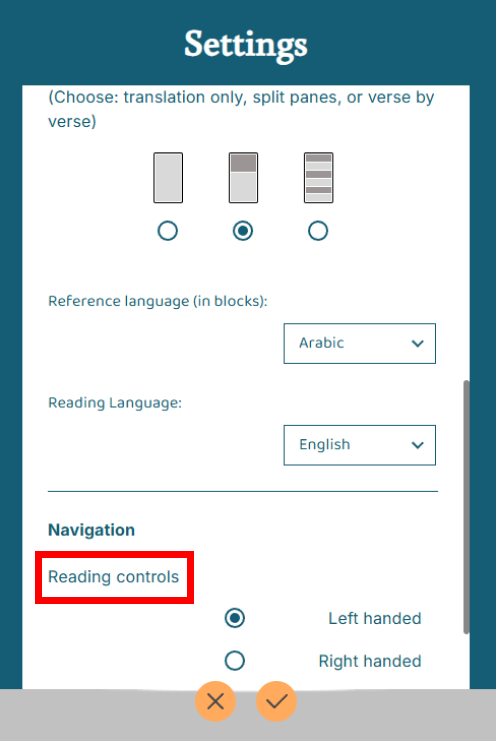 Settings
(Choose: translation only, split panes, or verse by
verse)
Reference language (in blocks):
Arabic
Reading Language:
English
Navigation
Reading controls
Left handed
Right handed